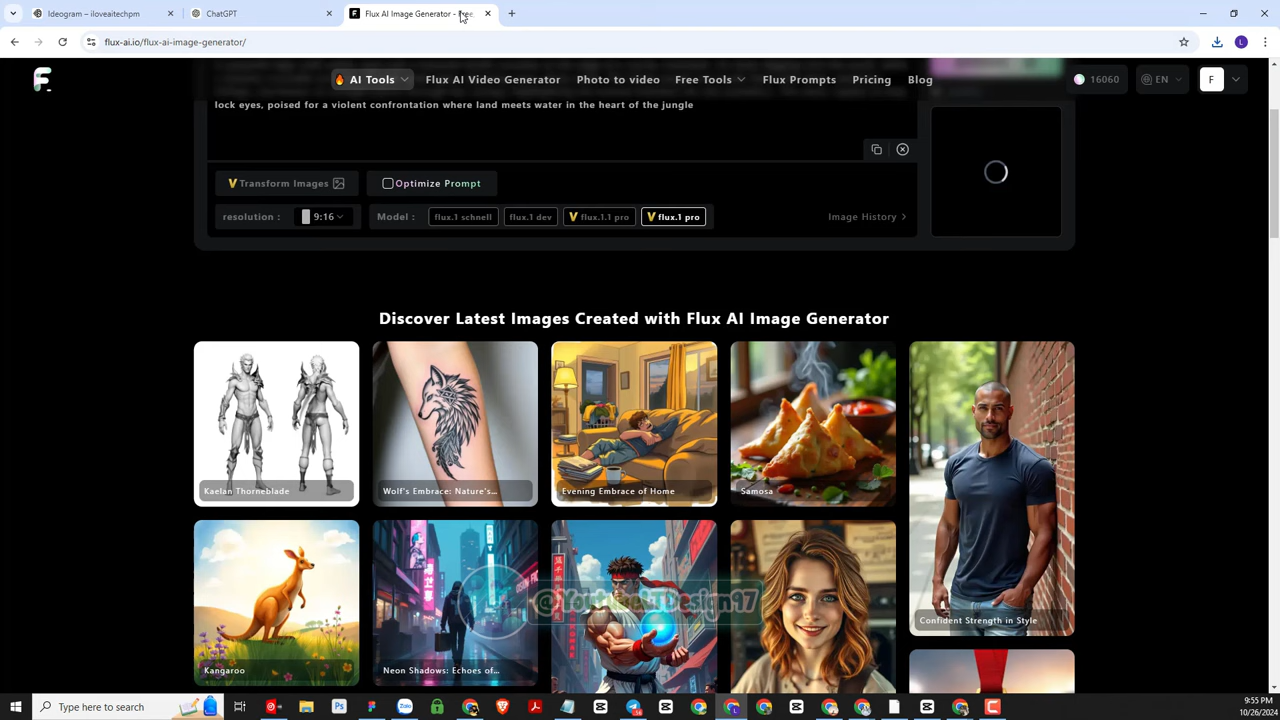 Ideogram – iloveaitechpm
ChatGPT
Flux AI Image Generator - Free
flux-ai.io/flux-ai-image-generator/
AI Tools
Flux AI Video Generator
Photo to video
Free Tools
Flux Prompts
Pricing
Blog
16060
EN
F
lock eyes, poised for a violent confrontation where land meets water in the heart of the jungle
Transform Images
Optimize Prompt
resolution :
9:16
Model :
flux.1 schnell
flux.1 dev
flux.1.1 pro
flux.1 pro
Image History
Discover Latest Images Created with Flux AI Image Generator
Kaelan Thorneblade
Wolf's Embrace: Nature's...
Evening Embrace of Home
Samosa
Confident Strength in Style
Kangaroo
Neon Shadows: Echoes of...
Type here to search
9:55 PM
10/26/2024